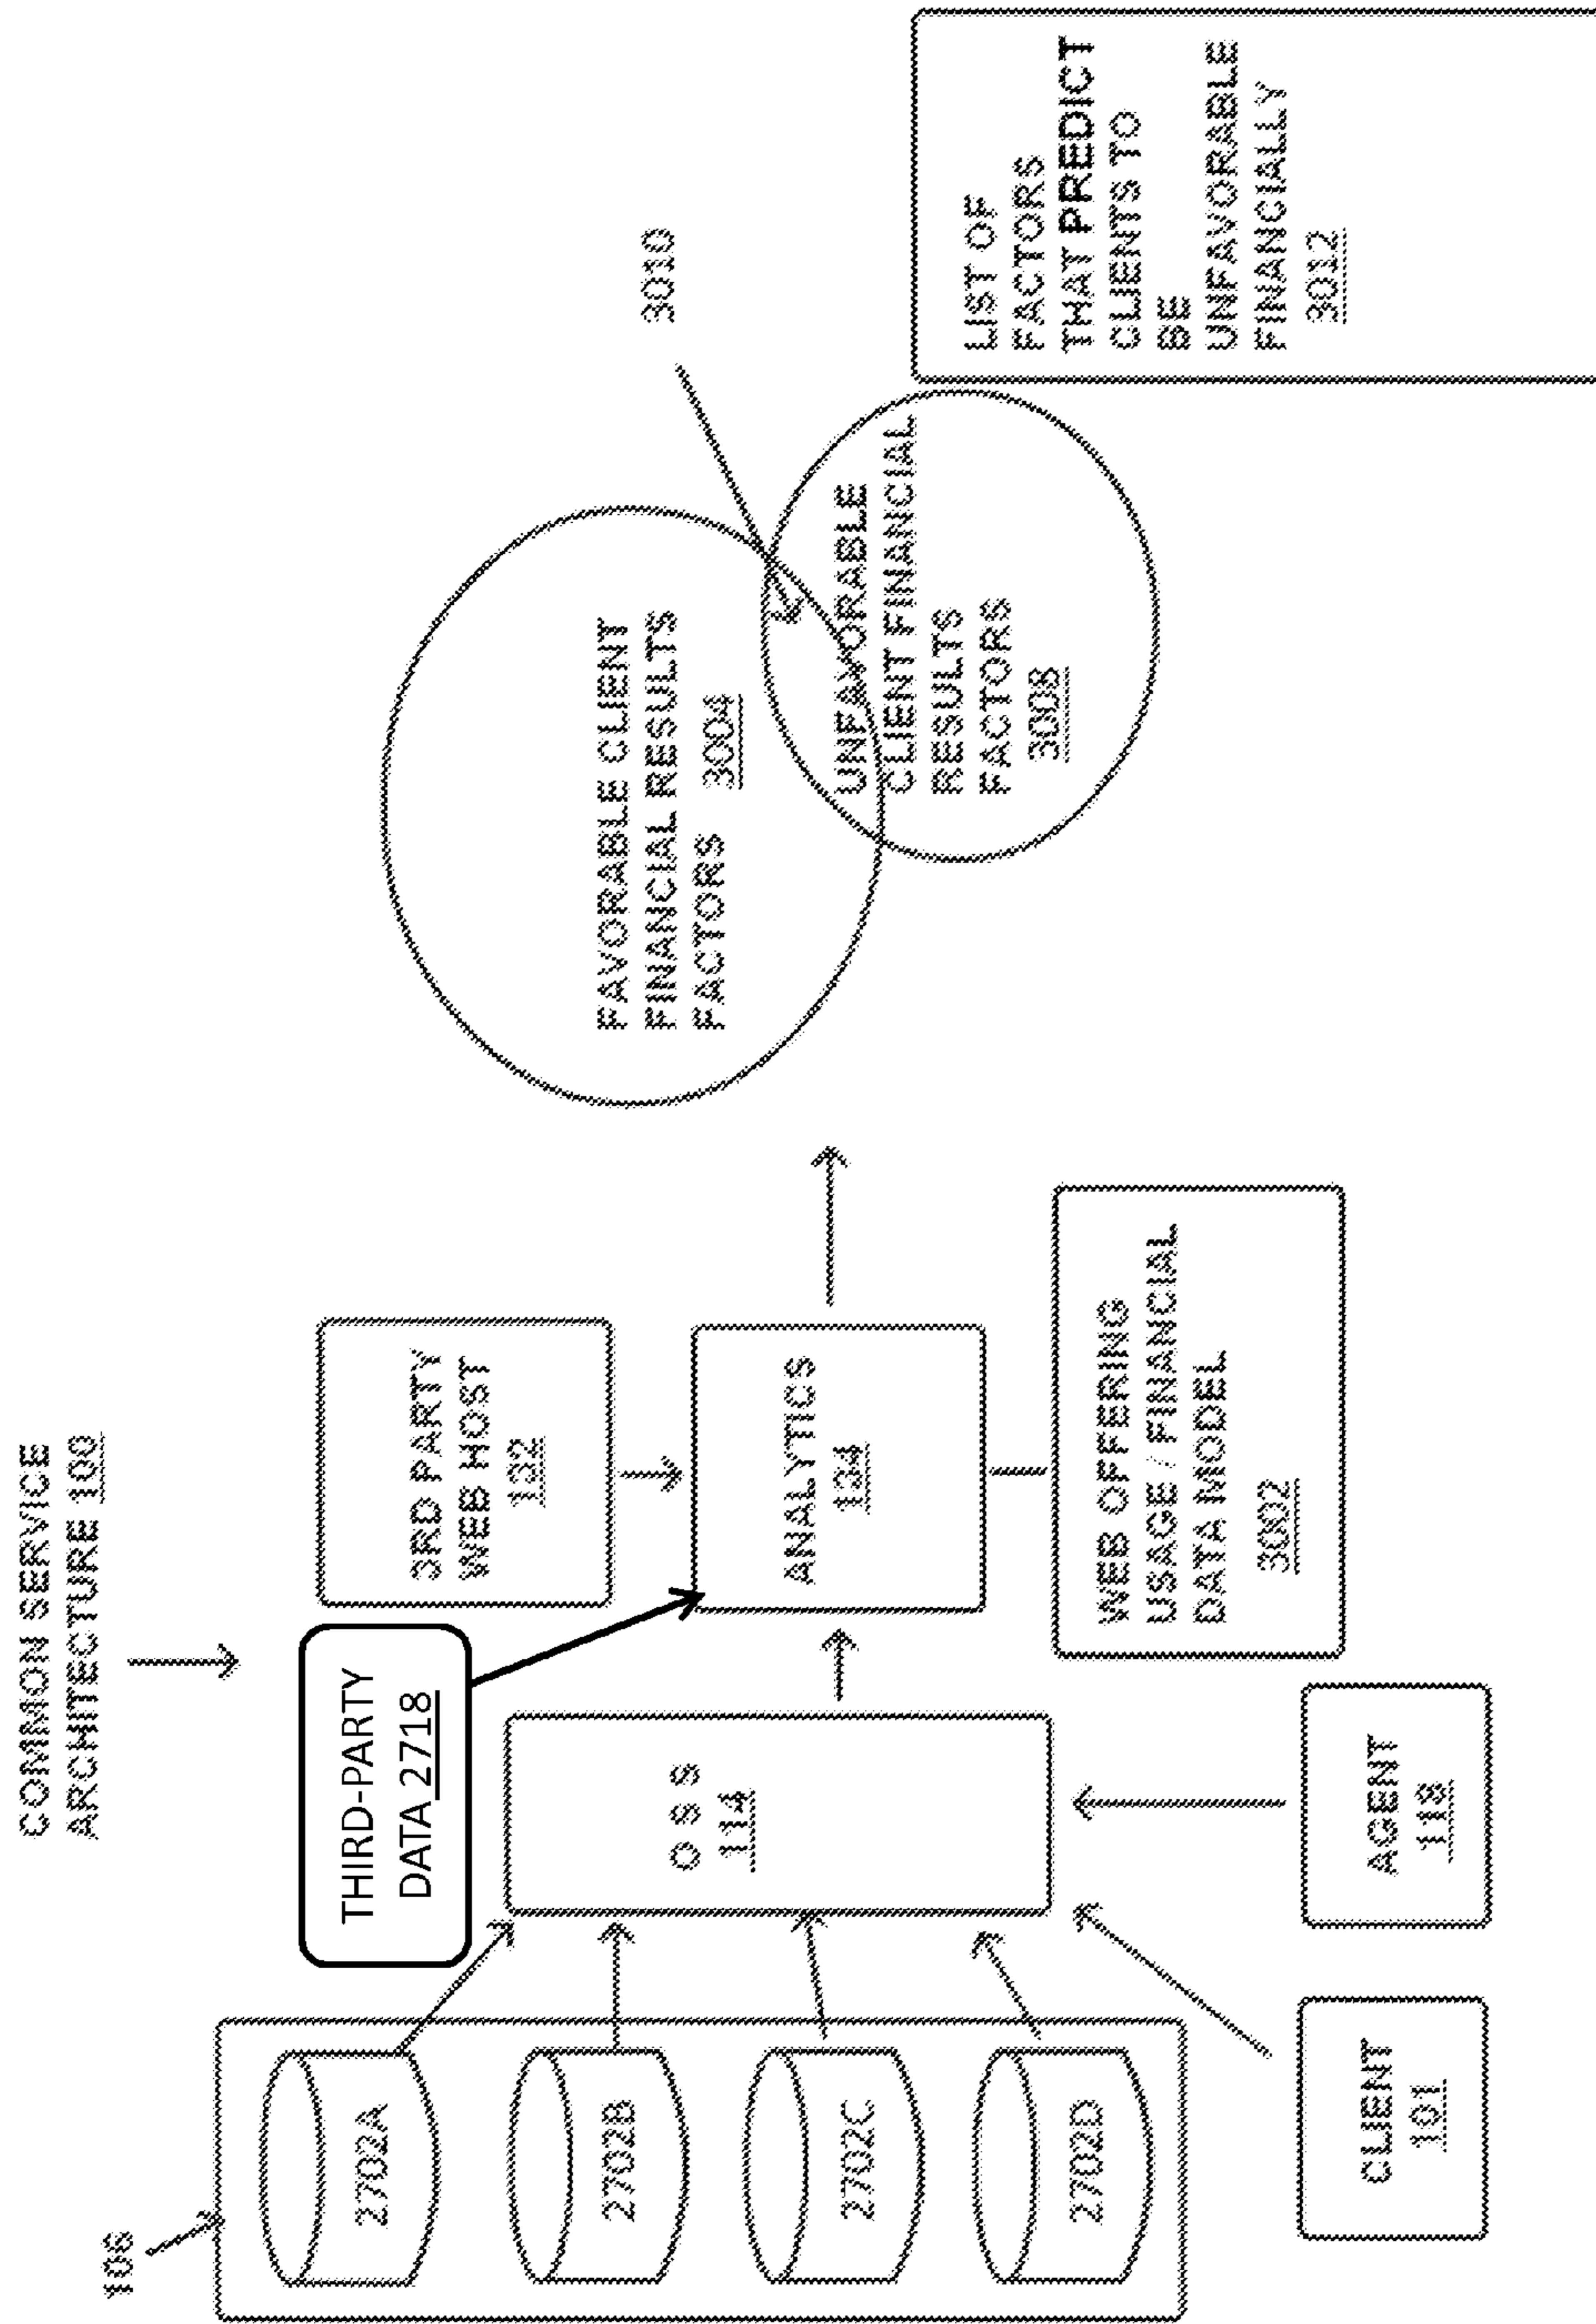 COMMON SERVICE
ARCHITECTURE 100
106
2702A
2702B
2702C
2702D
CLIENT
101
AGENT
118
O S S
114
THIRD-PARTY
DATA 2718
3RD PARTY
WEB HOST
132
ANALYTICS
134
WEB OFFERING
USAGE / FINANCIAL
DATA MODEL
3002
FAVORABLE CLIENT
FINANCIAL RESULTS
FACTORS 3004
UNFAVORABLE
CLIENT FINANCIAL
RESULTS
FACTORS
3008
3010
LIST OF
FACTORS
THAT PREDICT
CLIENTS TO
BE
UNFAVORABLE
FINANCIALLY
3012